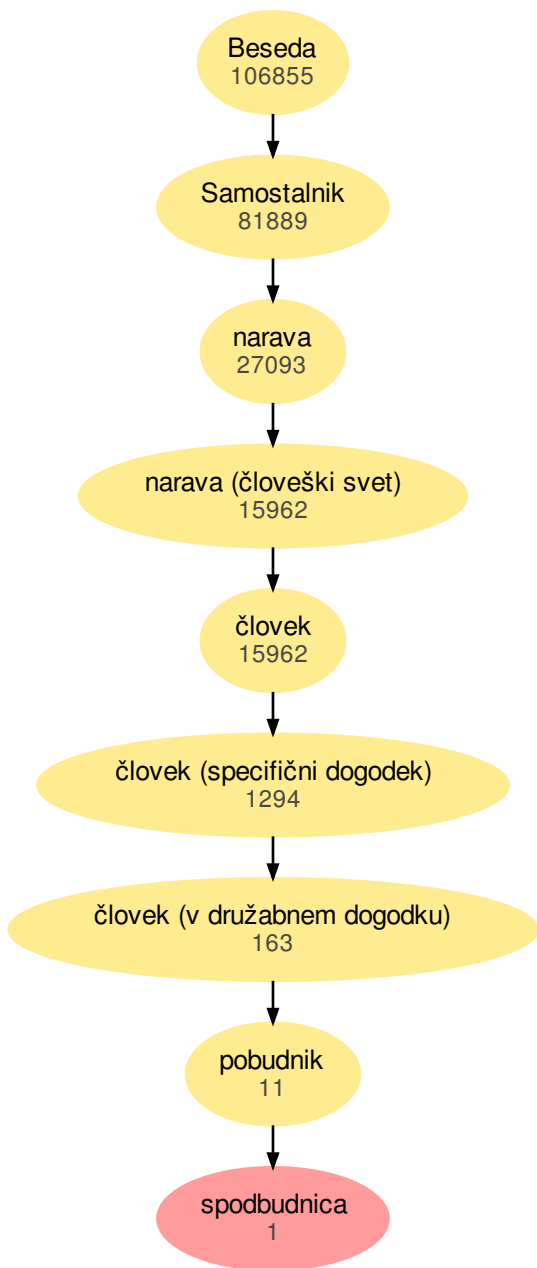 Beseda
106855
Samostalnik
81889
narava
27093
narava (človeški svet)
15962
človek
15962
človek (specifični dogodek)
1294
človek (v družabnem dogodku)
163
pobudnik
11
spodbudnica
1